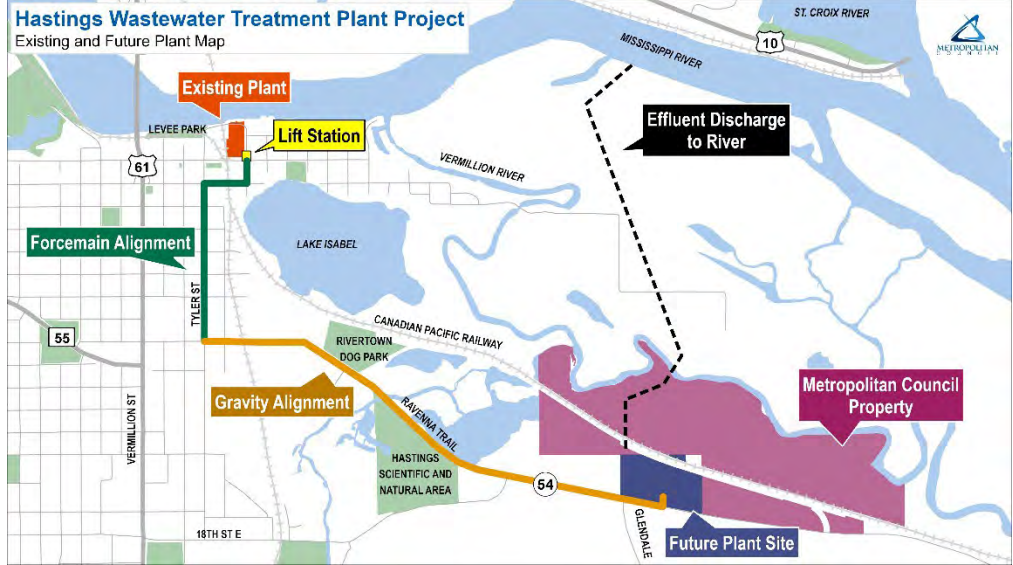 Hastings Wastewater Treatment Plant Project
Existing and Future Plant Map
ST. CROIX RIVER
10
METROPOLITAN
COUNCIL
MISSISSIPPI RIVER
Existing Plant
LEVEE PARK
Lift Station
Effluent Discharge
to River
61
VERMILLION RIVER
Forcemain Alignment
LAKE ISABEL
TYLER ST
CANADIAN PACIFIC RAILWAY
55
RIVERTOWN
DOG PARK
Gravity Alignment
Metropolitan Council
Property
RAVENNA TRAIL
VERMILLION ST
HASTINGS
SCIENTIFIC AND
NATURAL AREA
54
18TH ST E
GLENDALE
Future Plant Site